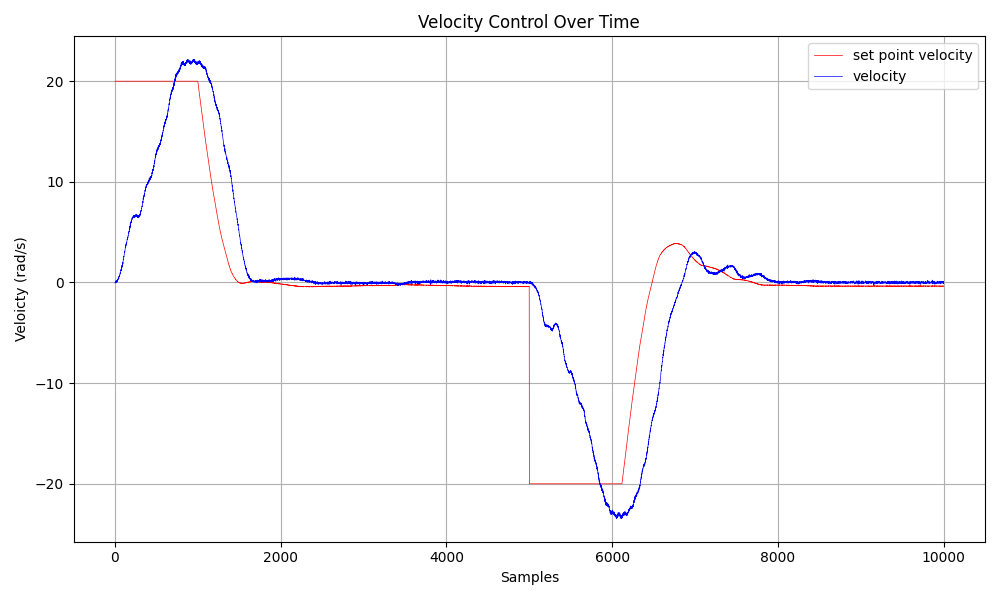 Velocity Control Over Time
set point velocity
velocity
Veloicty (rad/s)
20
10
0
−10
−20
0 2000 4000 6000 8000 10000
Samples